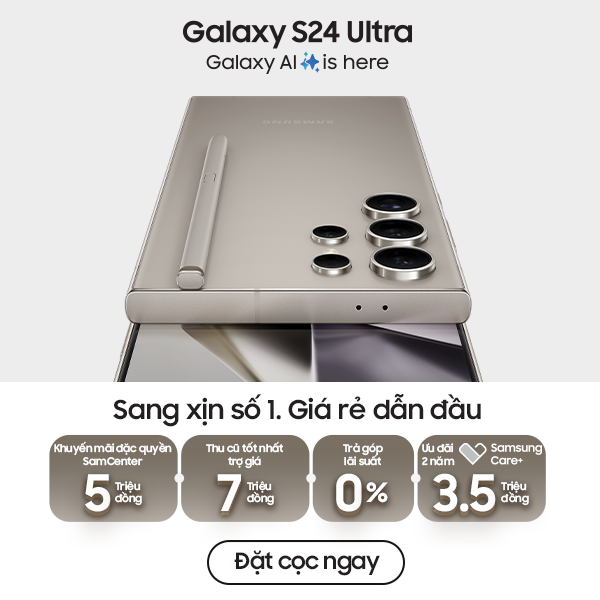 Galaxy S24 Ultra
Galaxy AI is here
SAMSUNG
Sang xịn số 1. Giá rẻ dẫn đầu
Khuyến mãi đặc quyền
SamCenter
5 Triệu
đồng
Thu cũ tốt nhất
trợ giá
7 Triệu
đồng
Trả góp
lãi suất
0%
Ưu đãi
2 năm
Samsung
Care+
3.5 Triệu
đồng
Đặt cọc ngay